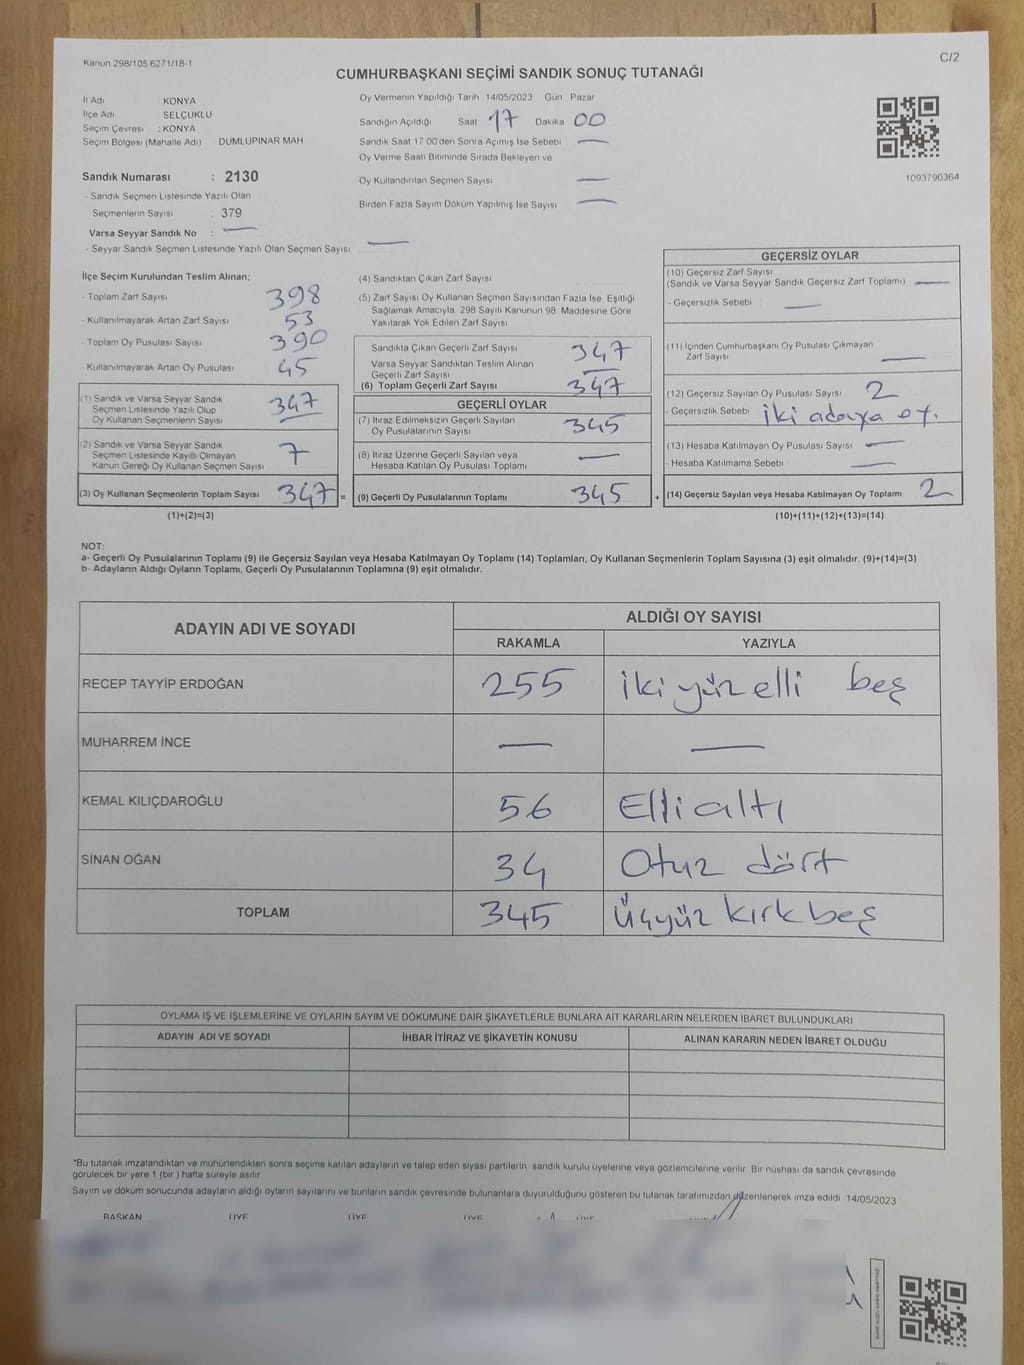 Kanun 298/105.6271/18-1
C/2
CUMHURBAŞKANI SEÇİMİ SANDIK SONUÇ TUTANAĞI
İl Adı KONYA
İlçe Adı SELÇUKLU
Seçim Çevresi : KONYA
Seçim Bölgesi (Mahalle Adı) DUMLUPINAR MAH
Sandık Numarası : 2130
- Sandık Seçmen Listesinde Yazılı Olan
Seçmenlerin Sayısı : 379
Varsa Seyyar Sandık No : —
- Seyyar Sandık Seçmen Listesinde Yazılı Olan Seçmen Sayısı —
Oy Vermenin Yapıldığı Tarih 14/05/2023 Gün Pazar
Sandığın Açıldığı Saat 17 Dakika 00
Sandık Saat 17:00'den Sonra Açımış İse Sebebi —
Oy Verme Saati Bitiminde Sırada Bekleyen ve
Oy Kullandırılan Seçmen Sayısı —
Birden Fazla Sayım Döküm Yapılmış İse Sayısı —
1093790364
İlçe Seçim Kurulundan Teslim Alınan;
- Toplam Zarf Sayısı 398
- Kullanılmayarak Artan Zarf Sayısı 53
- Toplam Oy Pusulası Sayısı 390
- Kullanılmayarak Artan Oy Pusulası 45
(1) Sandık ve Varsa Seyyar Sandık
Seçmen Listesinde Yazılı Olup
Oy Kullanan Seçmenlerin Sayısı 347
(2) Sandık ve Varsa Seyyar Sandık
Seçmen Listesinde Kayıtlı Olmayan
Kanun Gereği Oy Kullanan Seçmen Sayısı 7
(3) Oy Kullanan Seçmenlerin Toplam Sayısı 347 =
(1)+(2)=(3)
(4) Sandıktan Çıkan Zarf Sayısı
(5) Zarf Sayısı Oy Kullanan Seçmen Sayısından Fazla İse, Eşitliği
Sağlamak Amacıyla, 298 Sayılı Kanunun 98. Maddesine Göre
Yakılarak Yok Edilen Zarf Sayısı
Sandıkta Çıkan Geçerli Zarf Sayısı 347
Varsa Seyyar Sandıktan Teslim Alınan
Geçerli Zarf Sayısı —
(6) Toplam Geçerli Zarf Sayısı 347
GEÇERLİ OYLAR
(7) İtiraz Edilmeksizin Geçerli Sayılan
Oy Pusulalarının Sayısı 345
(8) İtiraz Üzerine Geçerli Sayılan veya
Hesaba Katılan Oy Pusulası Toplamı —
(9) Geçerli Oy Pusulalarının Toplamı 345 +
GEÇERSİZ OYLAR
(10) Geçersiz Zarf Sayısı
(Sandık ve Varsa Seyyar Sandık Geçersiz Zarf Toplamı) —
- Geçersizlik Sebebi —
(11) İçinden Cumhurbaşkanı Oy Pusulası Çıkmayan
Zarf Sayısı —
(12) Geçersiz Sayılan Oy Pusulası Sayısı 2
- Geçersizlik Sebebi iki adaya oy.
(13) Hesaba Katılmayan Oy Pusulası Sayısı —
- Hesaba Katılmama Sebebi —
(14) Geçersiz Sayılan veya Hesaba Katılmayan Oy Toplamı 2
(10)+(11)+(12)+(13)=(14)
NOT:
a- Geçerli Oy Pusulalarının Toplamı (9) ile Geçersiz Sayılan veya Hesaba Katılmayan Oy Toplamı (14) Toplamları, Oy Kullanan Seçmenlerin Toplam Sayısına (3) eşit olmalıdır. (9)+(14)=(3)
b- Adayların Aldığı Oyların Toplamı, Geçerli Oy Pusulalarının Toplamına (9) eşit olmalıdır.
ADAYIN ADI VE SOYADI
ALDIĞI OY SAYISI
RAKAMLA YAZIYLA
RECEP TAYYİP ERDOĞAN 255 iki yüz elli beş
MUHARREM İNCE — —
KEMAL KILIÇDAROĞLU 56 Elli altı
SİNAN OĞAN 34 Otuz dört
TOPLAM 345 Üçyüz kırk beş
OYLAMA İŞ VE İŞLEMLERİNE VE OYLARIN SAYIM VE DÖKÜMÜNE DAİR ŞİKAYETLERLE BUNLARA AİT KARARLARIN NELERDEN İBARET BULUNDUKLARI
ADAYIN ADI VE SOYADI İHBAR İTİRAZ VE ŞİKAYETİN KONUSU ALINAN KARARIN NEDEN İBARET OLDUĞU
*Bu tutanak imzalandıktan ve mühürlendikten sonra seçime katılan adayların ve talep eden siyasi partilerin sandık kurulu üyelerine veya gözlemcilerine verilir. Bir nüshası da sandık çevresinde
görülecek bir yere 1 (bir ) hafta süreyle asılır.
Sayım ve döküm sonucunda adayların aldığı oyların sayılarını ve bunların sandık çevresinde bulunanlara duyurulduğunu gösteren bu tutanak tarafımızdan düzenlenerek imza edildi 14/05/2023
BAŞKAN ÜYE ÜYE ÜYE ÜYE